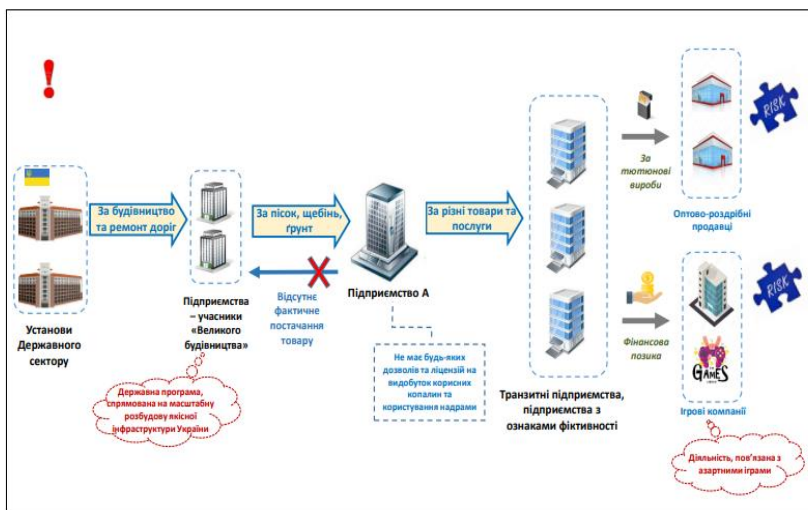 За будівництво
та ремонт доріг
За пісок, щебінь,
ґрунт
За різні товари та
послуги
За
тютюнові
вироби
RISK
Оптово-роздрібні
продавці
Установи
Державного
сектору
Підприємства
– учасники
«Великого
будівництва»
Відсутнє
фактичне
постачання
товару
Підприємство А
Не має будь-яких
дозволів та ліцензій на
видобуток корисних
копалин та
користування надрами
Державна програма,
спрямована на масштабну
розбудову якісної
інфраструктури України
Транзитні підприємства,
підприємства з
ознаками фіктивності
Фінансова
позика
RISK
GAMES
Ігрові компанії
Діяльність, пов’язана з
азартними іграми